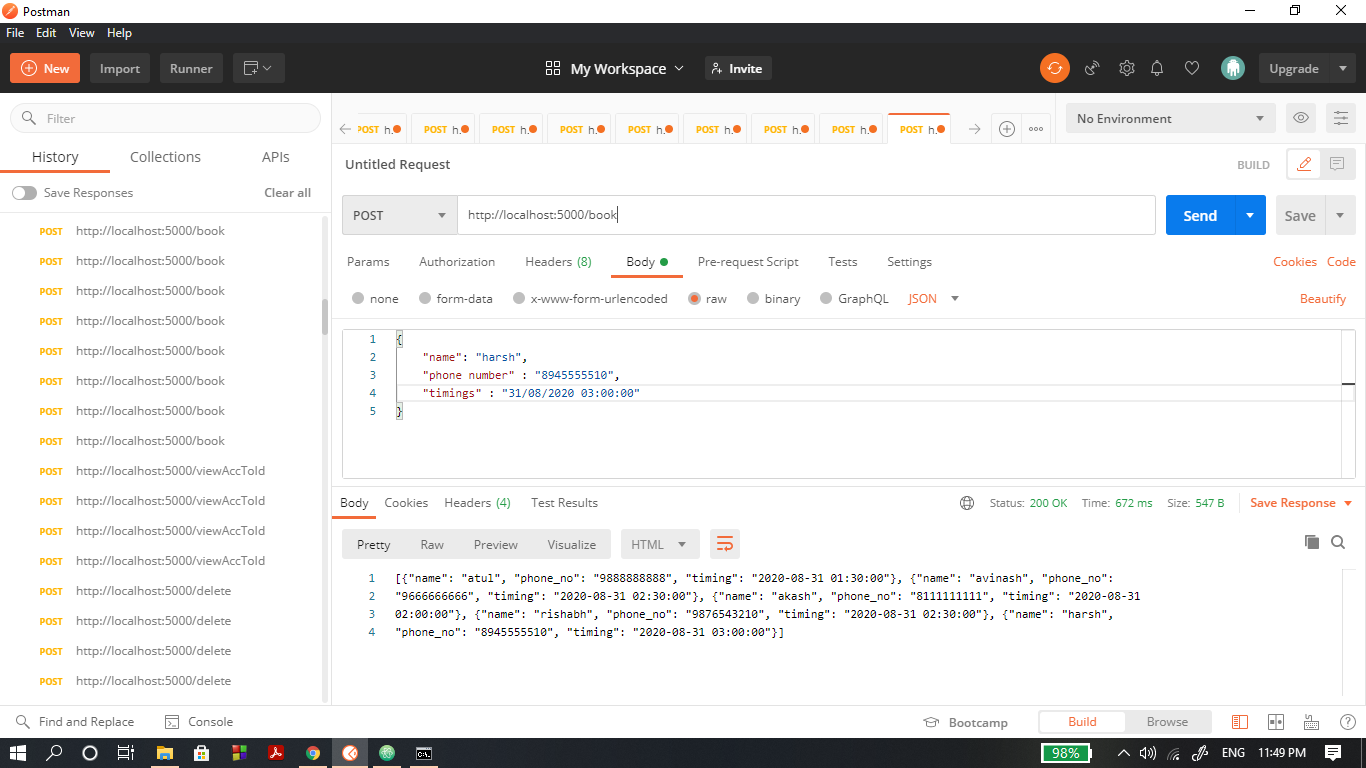 Postman
File Edit View Help
New Import Runner My Workspace Invite Upgrade
Filter
History Collections APIs
Save Responses Clear all
POST http://localhost:5000/book
POST http://localhost:5000/book
POST http://localhost:5000/book
POST http://localhost:5000/book
POST http://localhost:5000/book
POST http://localhost:5000/book
POST http://localhost:5000/book
POST http://localhost:5000/book
POST http://localhost:5000/viewAccToId
POST http://localhost:5000/viewAccToId
POST http://localhost:5000/viewAccToId
POST http://localhost:5000/viewAccToId
POST http://localhost:5000/delete
POST http://localhost:5000/delete
POST http://localhost:5000/delete
POST http://localhost:5000/delete
POST h. POST h. POST h. POST h. POST h. POST h. POST h. POST h. POST h. No Environment
Untitled Request BUILD
POST http://localhost:5000/book Send Save
Params Authorization Headers (8) Body Pre-request Script Tests Settings Cookies Code
none form-data x-www-form-urlencoded raw binary GraphQL JSON Beautify
1 {
2 "name": "harsh",
3 "phone number" : "8945555510",
4 "timings" : "31/08/2020 03:00:00"
5 }
Body Cookies Headers (4) Test Results Status: 200 OK Time: 672 ms Size: 547 B Save Response
Pretty Raw Preview Visualize HTML
1 [{"name": "atul", "phone_no": "9888888888", "timing": "2020-08-31 01:30:00"}, {"name": "avinash", "phone_no":
2 "9666666666", "timing": "2020-08-31 02:30:00"}, {"name": "akash", "phone_no": "8111111111", "timing": "2020-08-31
3 02:00:00"}, {"name": "rishabh", "phone_no": "9876543210", "timing": "2020-08-31 02:30:00"}, {"name": "harsh",
4 "phone_no": "8945555510", "timing": "2020-08-31 03:00:00"}]
Find and Replace Console Bootcamp Build Browse
98% ENG 11:49 PM